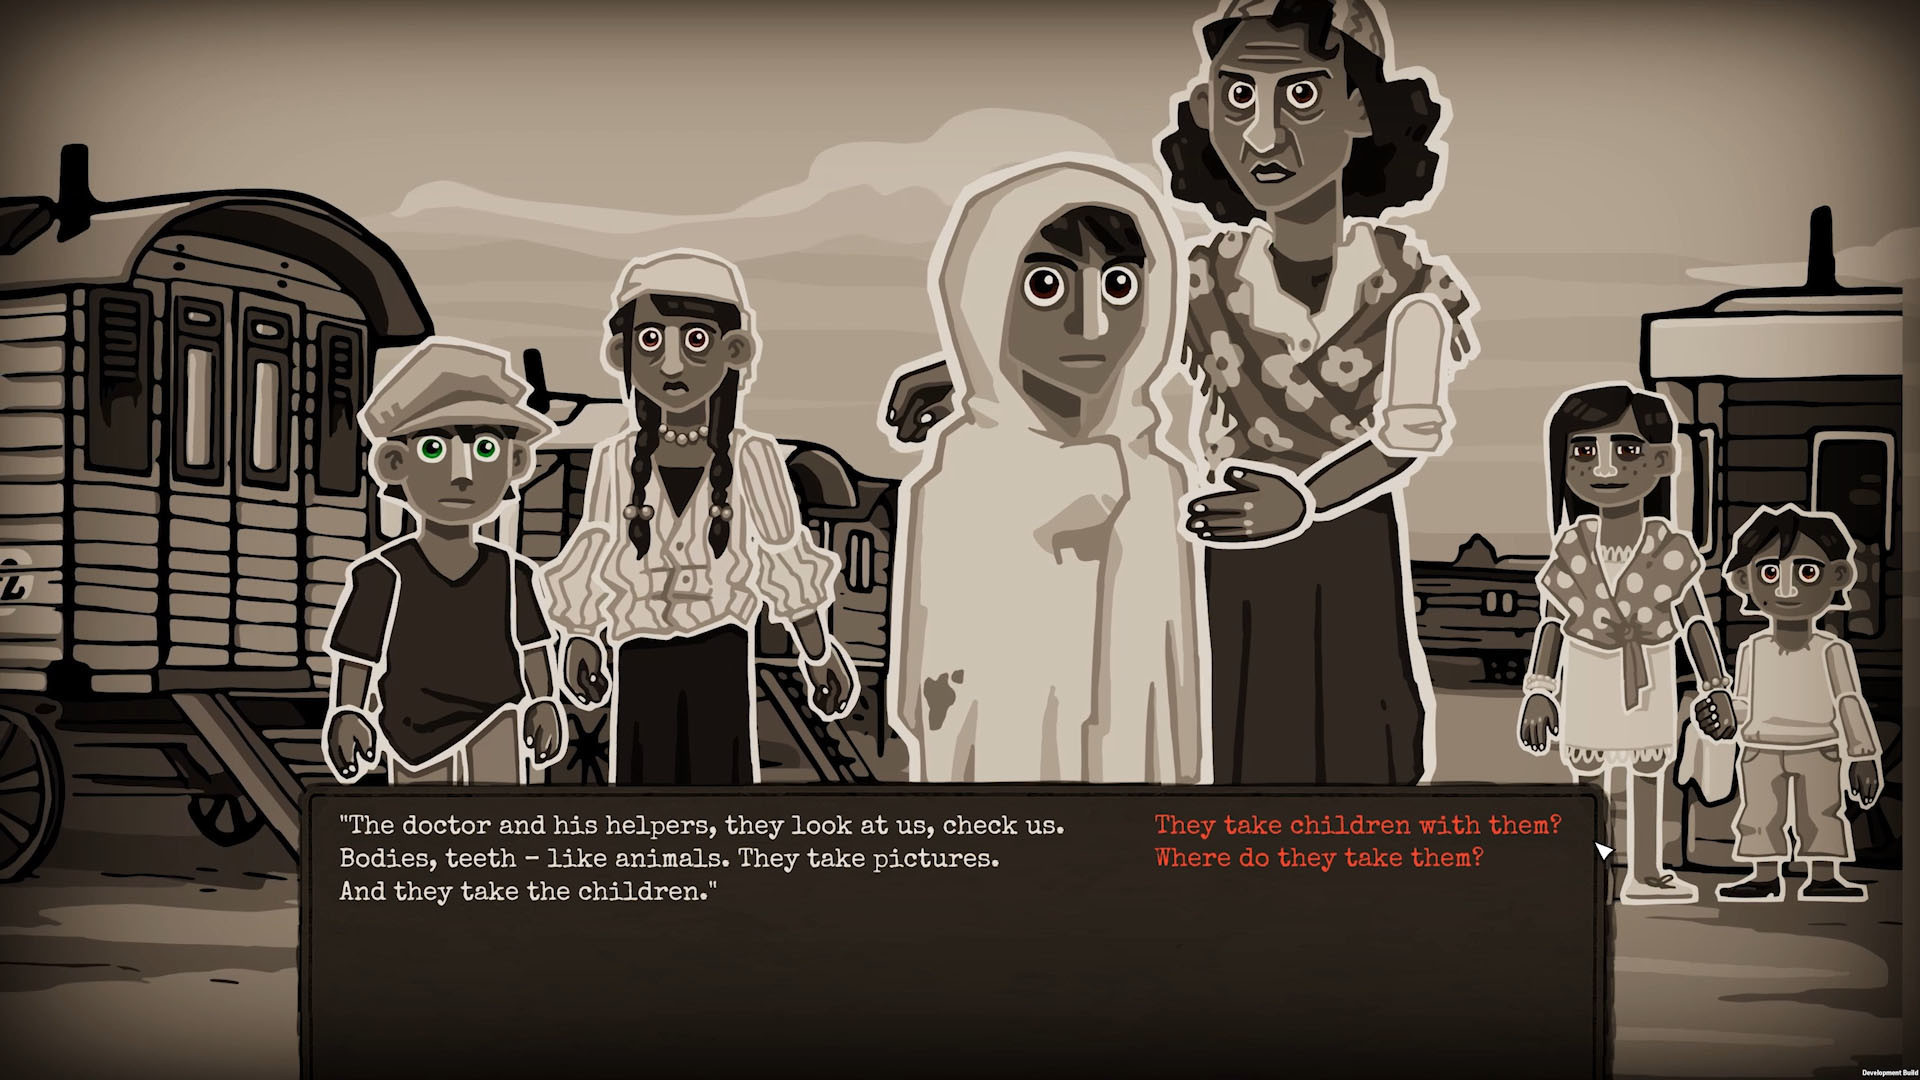 "The doctor and his helpers, they look at us, check us.
Bodies, teeth – like animals. They take pictures.
And they take the children."
They take children with them?
Where do they take them?
Development Build